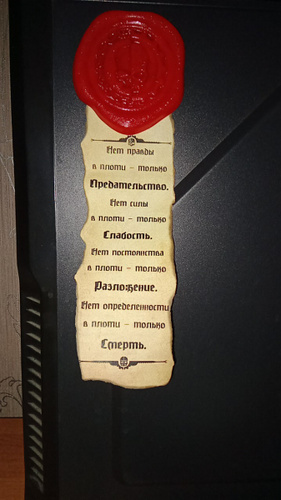 Нет правды
в плоти - только
Предательство.
Нет силы
в плоти - только
Слабость.
Нет постоянства
в плоти - только
Разложение.
Нет определенности
в плоти - только
Смерть.